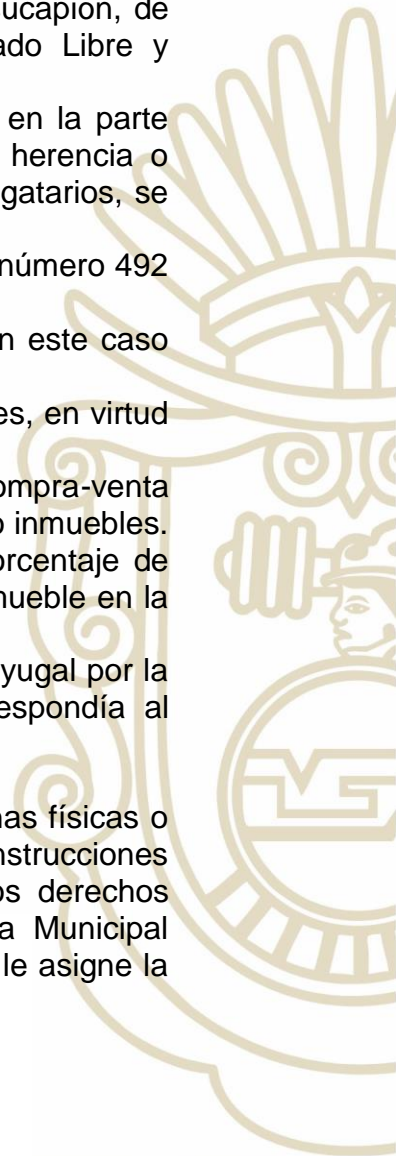 ucapión, de
ado Libre y
en la parte
herencia o
gatarios, se
número 492
n este caso
es, en virtud
ompra-venta
o inmuebles.
orcentaje de
mueble en la
yugal por la
espondía al
nas físicas o
nstrucciones
os derechos
a Municipal
le asigne la